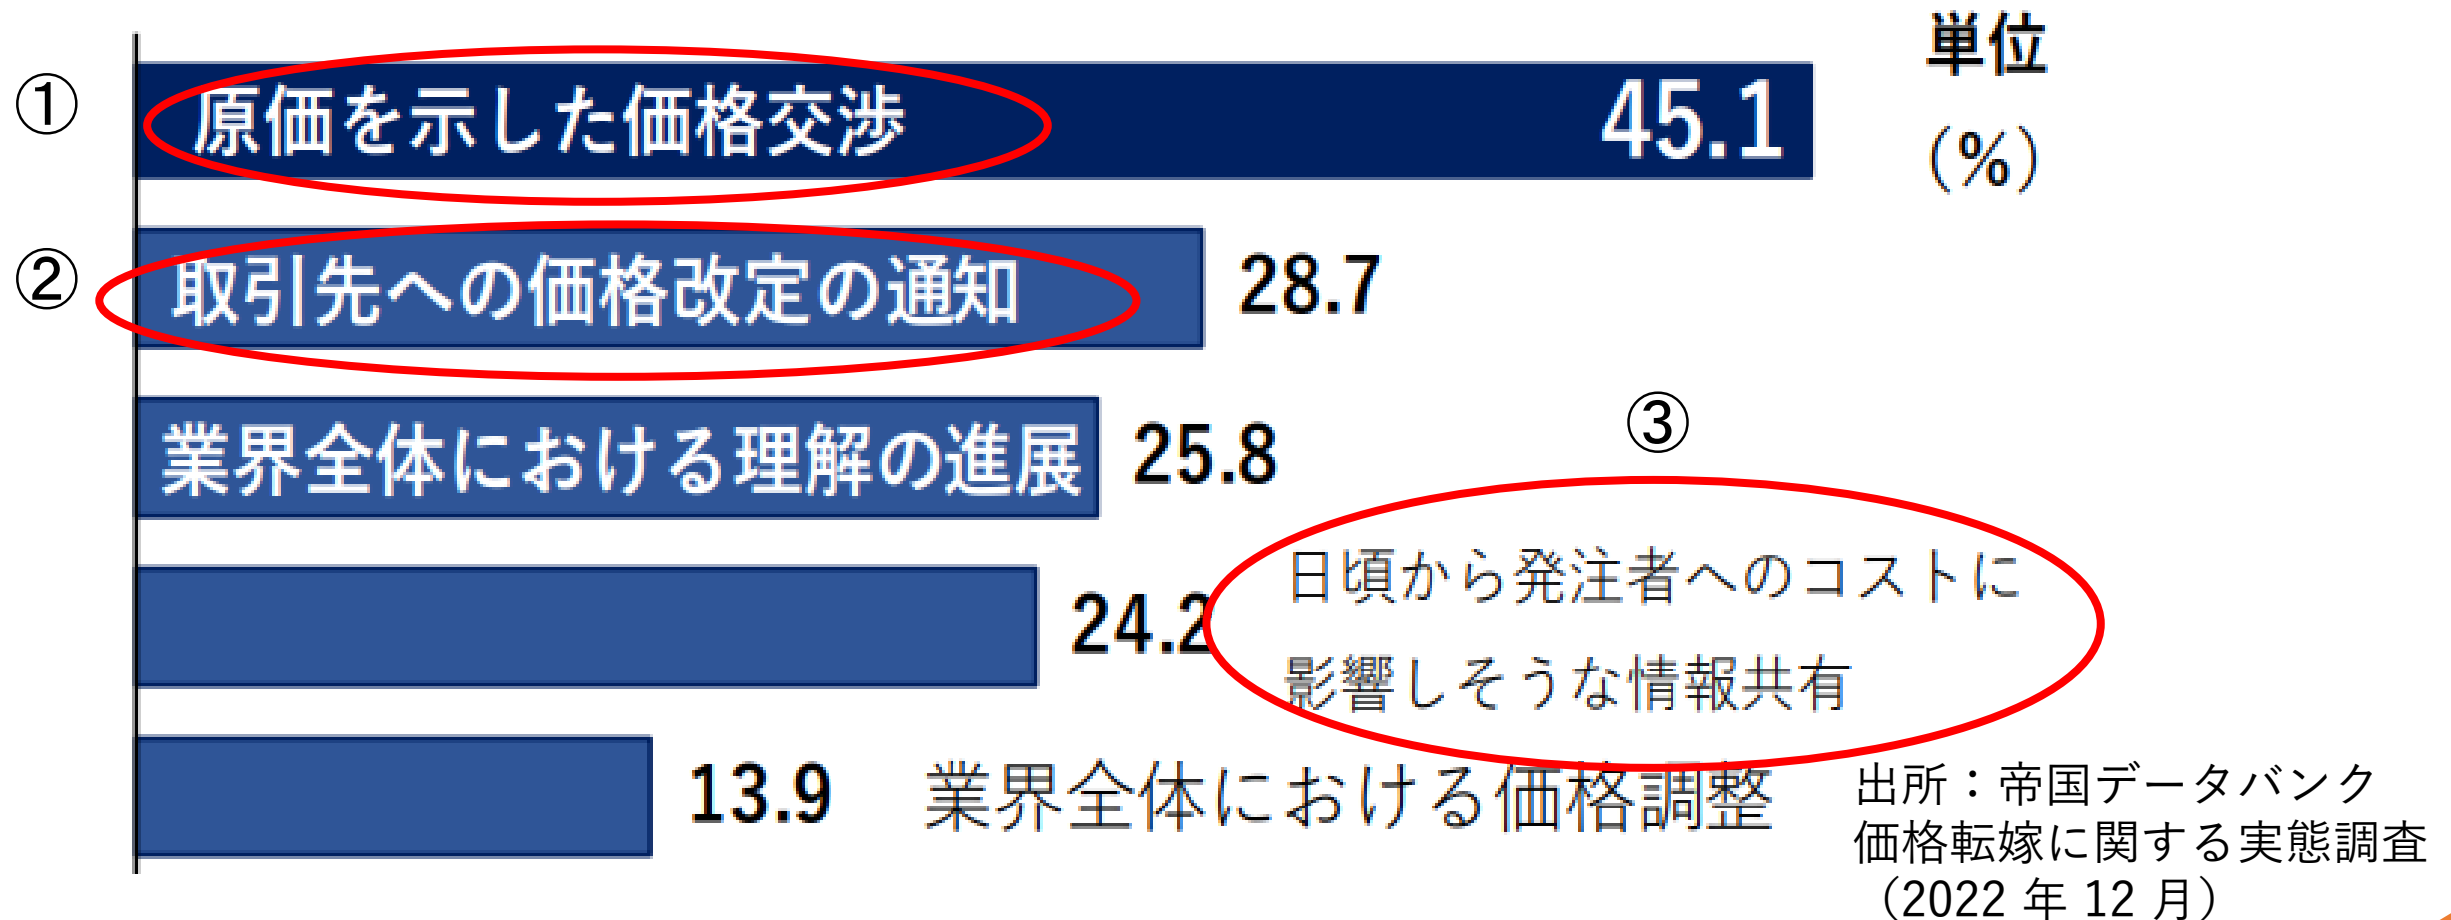 単位
(%)
① 原価を示した価格交渉 45.1
② 取引先への価格改定の通知 28.7
業界全体における理解の進展 25.8
③
24.2 日頃から発注者へのコストに
影響しそうな情報共有
13.9 業界全体における価格調整
出所：帝国データバンク
価格転嫁に関する実態調査
（2022 年 12 月）